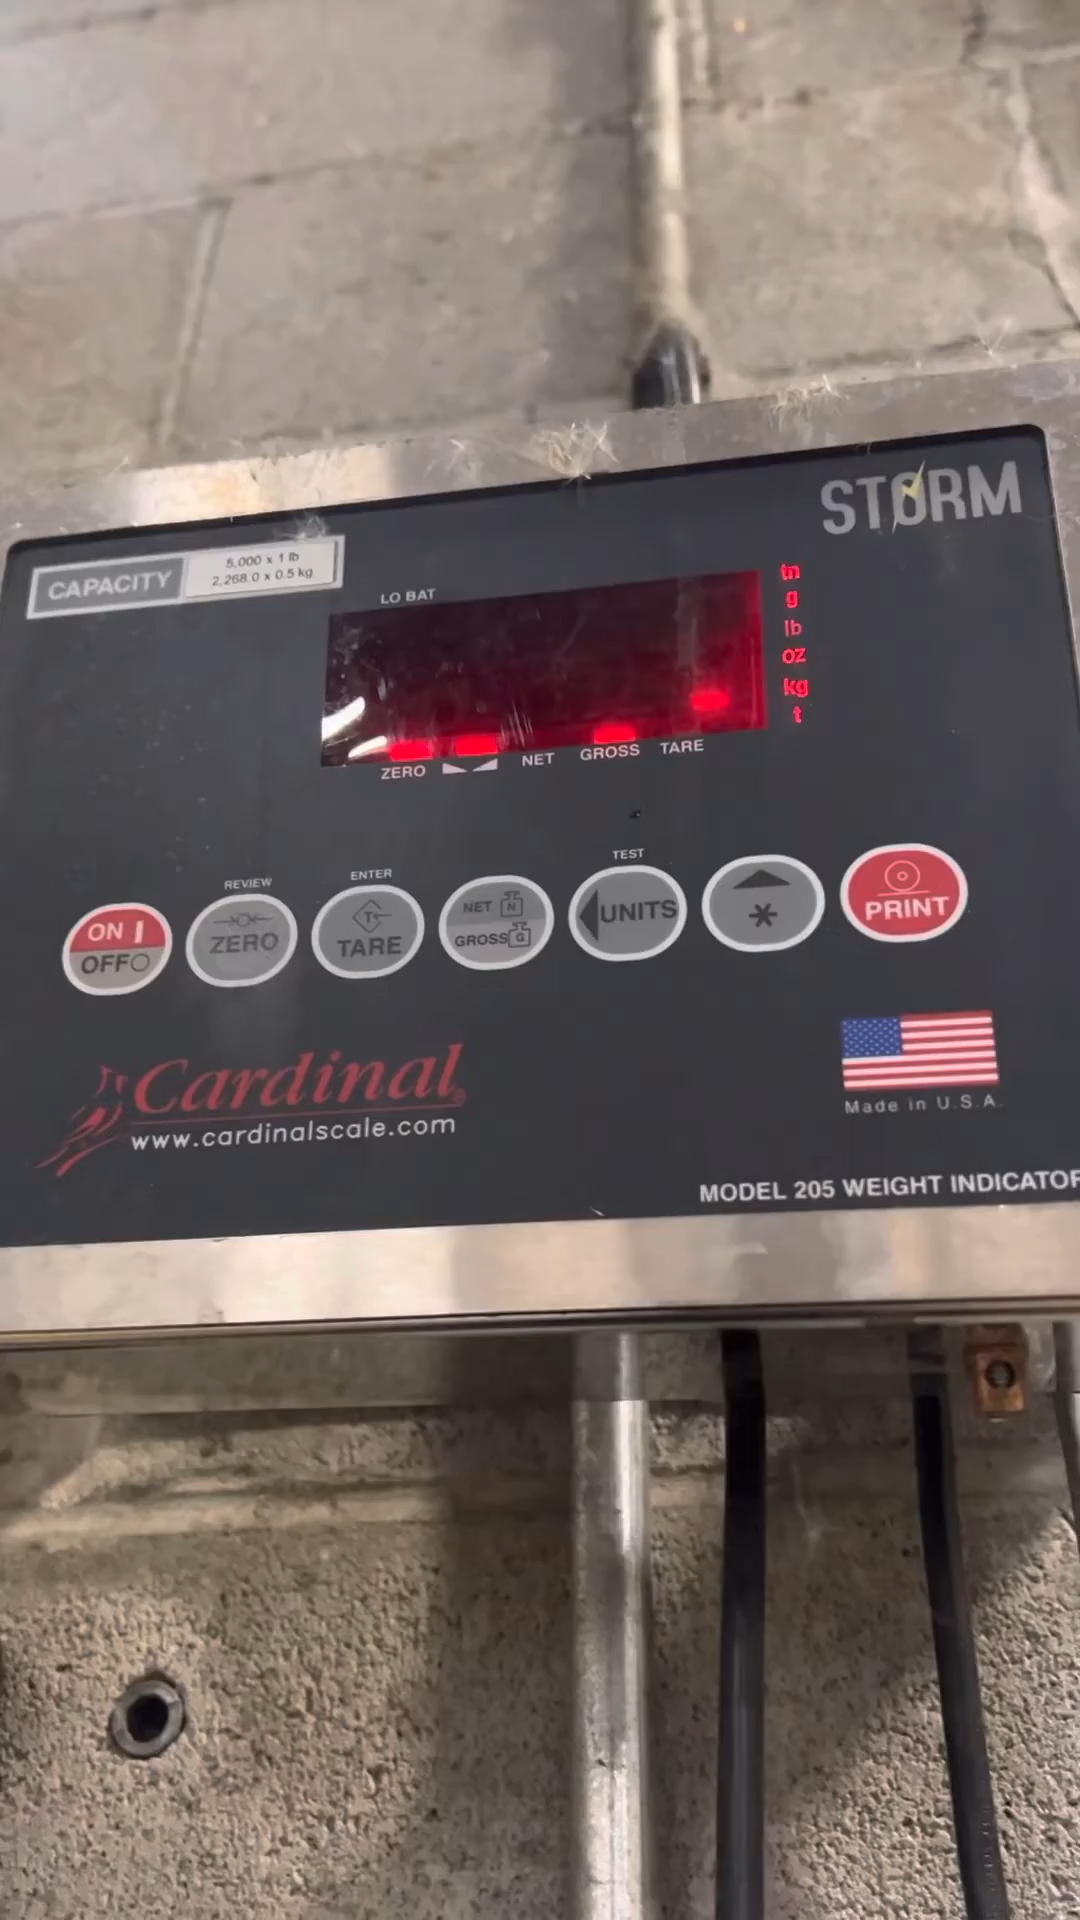 STORM
CAPACITY
5,000 x 1 lb
2,268.0 x 0.5 kg
LO BAT
tn
g
lb
oz
kg
t
ZERO NET GROSS TARE
REVIEW ENTER TEST
ON I
OFF O
ZERO
T
TARE
NET N
GROSS G
UNITS
*
PRINT
Cardinal®
www.cardinalscale.com
Made in U.S.A.
MODEL 205 WEIGHT INDICATOR